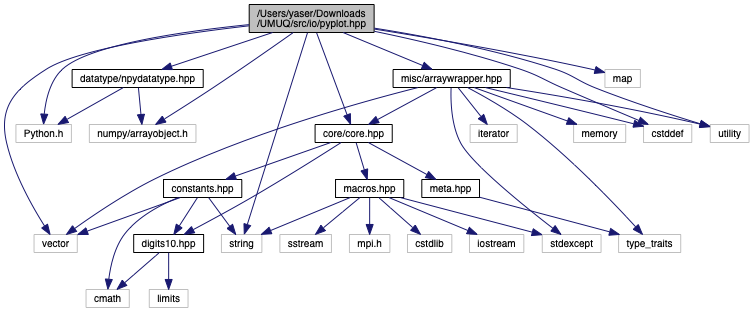 /Users/yaser/Downloads
/UMUQ/src/io/pyplot.hpp
datatype/npydatatype.hpp
misc/arraywrapper.hpp
map
Python.h
numpy/arrayobject.h
core/core.hpp
iterator
memory
cstddef
utility
constants.hpp
macros.hpp
meta.hpp
vector
digits10.hpp
string
sstream
mpi.h
cstdlib
iostream
stdexcept
type_traits
cmath
limits